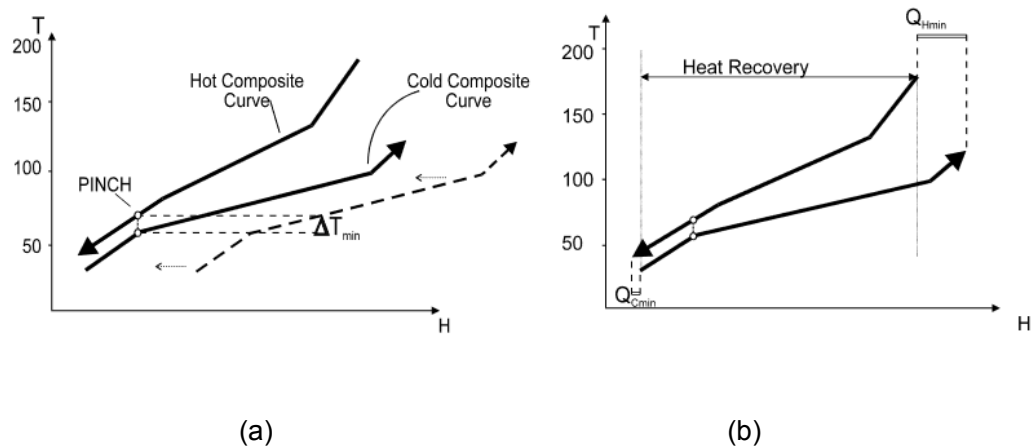 T
200
150
100
50
Hot Composite
Curve
Cold Composite
Curve
PINCH
ΔTmin
H
(a)
QHmin
T
200
150
100
50
Heat Recovery
QCmin
H
(b)